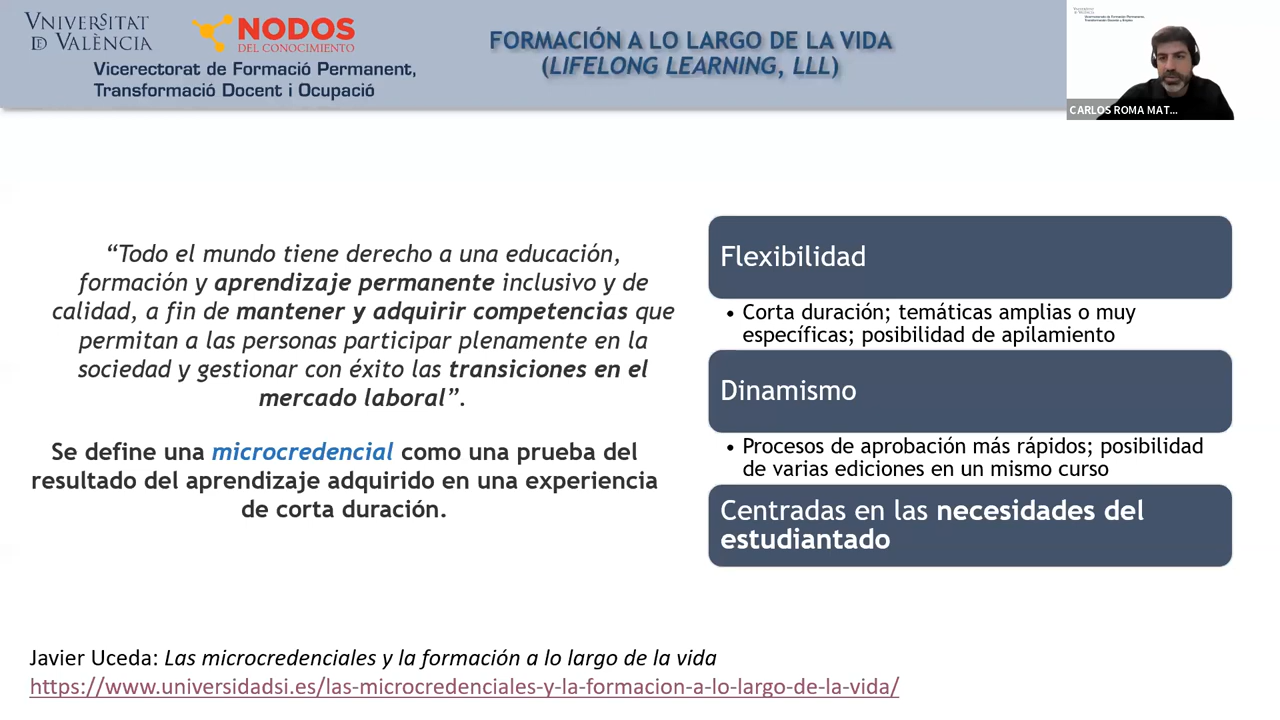 VNIVERSITAT
DE VALÈNCIA
NODOS
DEL CONOCIMIENTO
Vicerectorat de Formació Permanent,
Transformació Docent i Ocupació
FORMACIÓN A LO LARGO DE LA VIDA
(LIFELONG LEARNING, LLL)
CARLOS ROMA MAT...
“Todo el mundo tiene derecho a una educación,
formación y aprendizaje permanente inclusivo y de
calidad, a fin de mantener y adquirir competencias que
permitan a las personas participar plenamente en la
sociedad y gestionar con éxito las transiciones en el
mercado laboral”.
Se define una microcredencial como una prueba del
resultado del aprendizaje adquirido en una experiencia
de corta duración.
Flexibilidad
• Corta duración; temáticas amplias o muy
específicas; posibilidad de apilamiento
Dinamismo
• Procesos de aprobación más rápidos; posibilidad
de varias ediciones en un mismo curso
Centradas en las necesidades del
estudiantado
Javier Uceda: Las microcredenciales y la formación a lo largo de la vida
https://www.universidadsi.es/las-microcredenciales-y-la-formacion-a-lo-largo-de-la-vida/